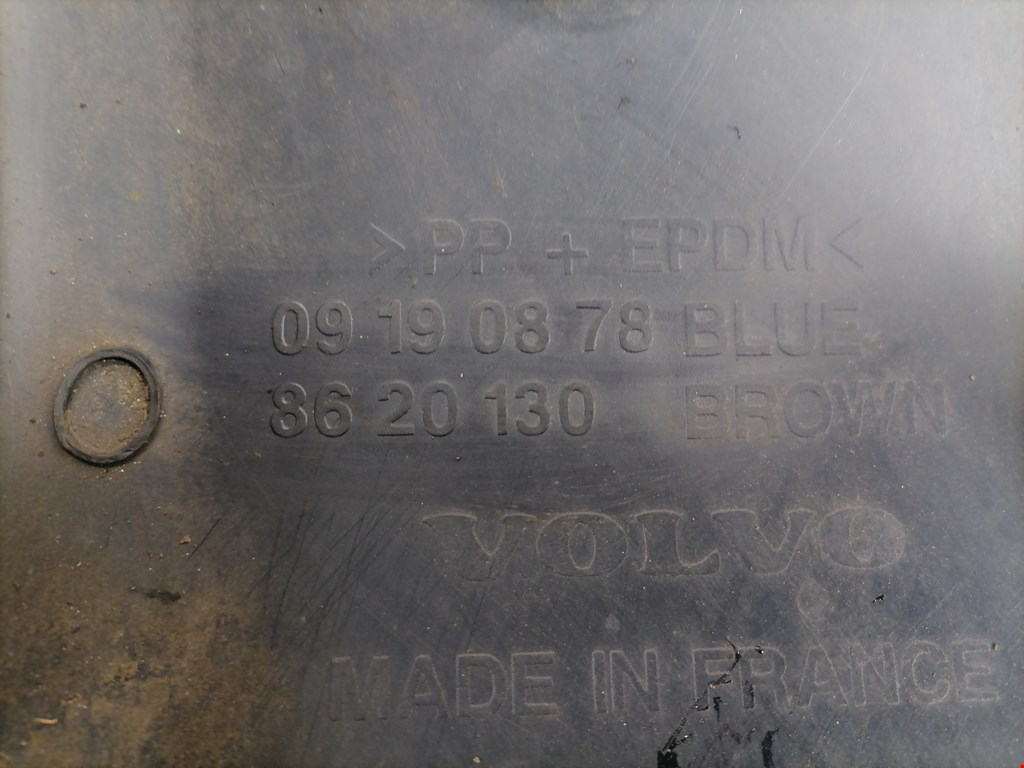 >PP + EPDM<
09 19 08 78 BLUE
86 20 130 BROWN
VOLVO
MADE IN FRANCE